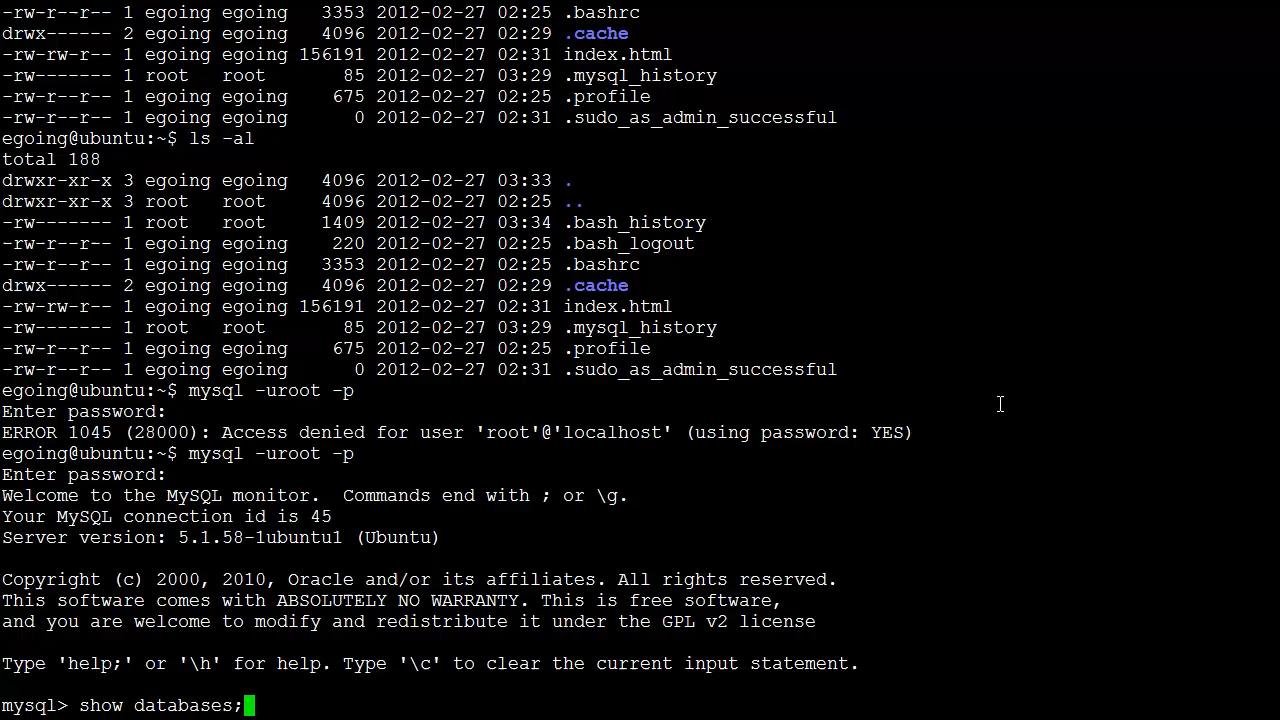 -rw-r--r-- 1 egoing egoing   3353 2012-02-27 02:25 .bashrc
drwx------ 2 egoing egoing   4096 2012-02-27 02:29 .cache
-rw-rw-r-- 1 egoing egoing 156191 2012-02-27 02:31 index.html
-rw------- 1 root   root       85 2012-02-27 03:29 .mysql_history
-rw-r--r-- 1 egoing egoing    675 2012-02-27 02:25 .profile
-rw-r--r-- 1 egoing egoing      0 2012-02-27 02:31 .sudo_as_admin_successful
egoing@ubuntu:~$ ls -al
total 188
drwxr-xr-x 3 egoing egoing   4096 2012-02-27 03:33 .
drwxr-xr-x 3 root   root     4096 2012-02-27 02:25 ..
-rw------- 1 root   root     1409 2012-02-27 03:34 .bash_history
-rw-r--r-- 1 egoing egoing    220 2012-02-27 02:25 .bash_logout
-rw-r--r-- 1 egoing egoing   3353 2012-02-27 02:25 .bashrc
drwx------ 2 egoing egoing   4096 2012-02-27 02:29 .cache
-rw-rw-r-- 1 egoing egoing 156191 2012-02-27 02:31 index.html
-rw------- 1 root   root       85 2012-02-27 03:29 .mysql_history
-rw-r--r-- 1 egoing egoing    675 2012-02-27 02:25 .profile
-rw-r--r-- 1 egoing egoing      0 2012-02-27 02:31 .sudo_as_admin_successful
egoing@ubuntu:~$ mysql -uroot -p
Enter password:
ERROR 1045 (28000): Access denied for user 'root'@'localhost' (using password: YES)
egoing@ubuntu:~$ mysql -uroot -p
Enter password:
Welcome to the MySQL monitor.  Commands end with ; or \g.
Your MySQL connection id is 45
Server version: 5.1.58-1ubuntu1 (Ubuntu)
Copyright (c) 2000, 2010, Oracle and/or its affiliates. All rights reserved.
This software comes with ABSOLUTELY NO WARRANTY. This is free software,
and you are welcome to modify and redistribute it under the GPL v2 license
Type 'help;' or '\h' for help. Type '\c' to clear the current input statement.
mysql> show databases;